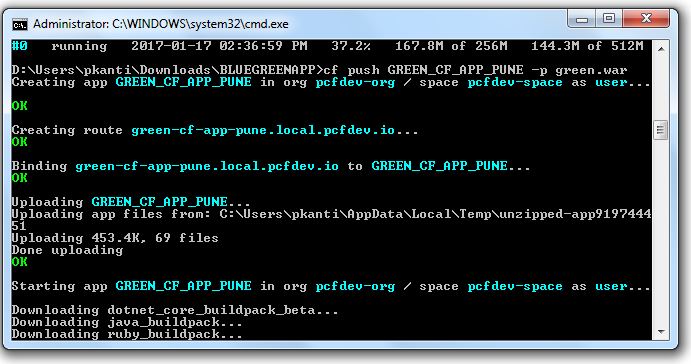 Administrator: C:\WINDOWS\system32\cmd.exe
#0   running   2017-01-17 02:36:59 PM   37.2%   167.8M of 256M   144.3M of 512M
D:\Users\pkanti\Downloads\BLUEGREENAPP>cf push GREEN_CF_APP_PUNE -p green.war
Creating app GREEN_CF_APP_PUNE in org pcfdev-org / space pcfdev-space as user...
OK
Creating route green-cf-app-pune.local.pcfdev.io...
OK
Binding green-cf-app-pune.local.pcfdev.io to GREEN_CF_APP_PUNE...
OK
Uploading GREEN_CF_APP_PUNE...
Uploading app files from: C:\Users\pkanti\AppData\Local\Temp\unzipped-app9197444
51
Uploading 453.4K, 69 files
Done uploading
OK
Starting app GREEN_CF_APP_PUNE in org pcfdev-org / space pcfdev-space as user...
Downloading dotnet_core_buildpack_beta...
Downloading java_buildpack...
Downloading ruby_buildpack...